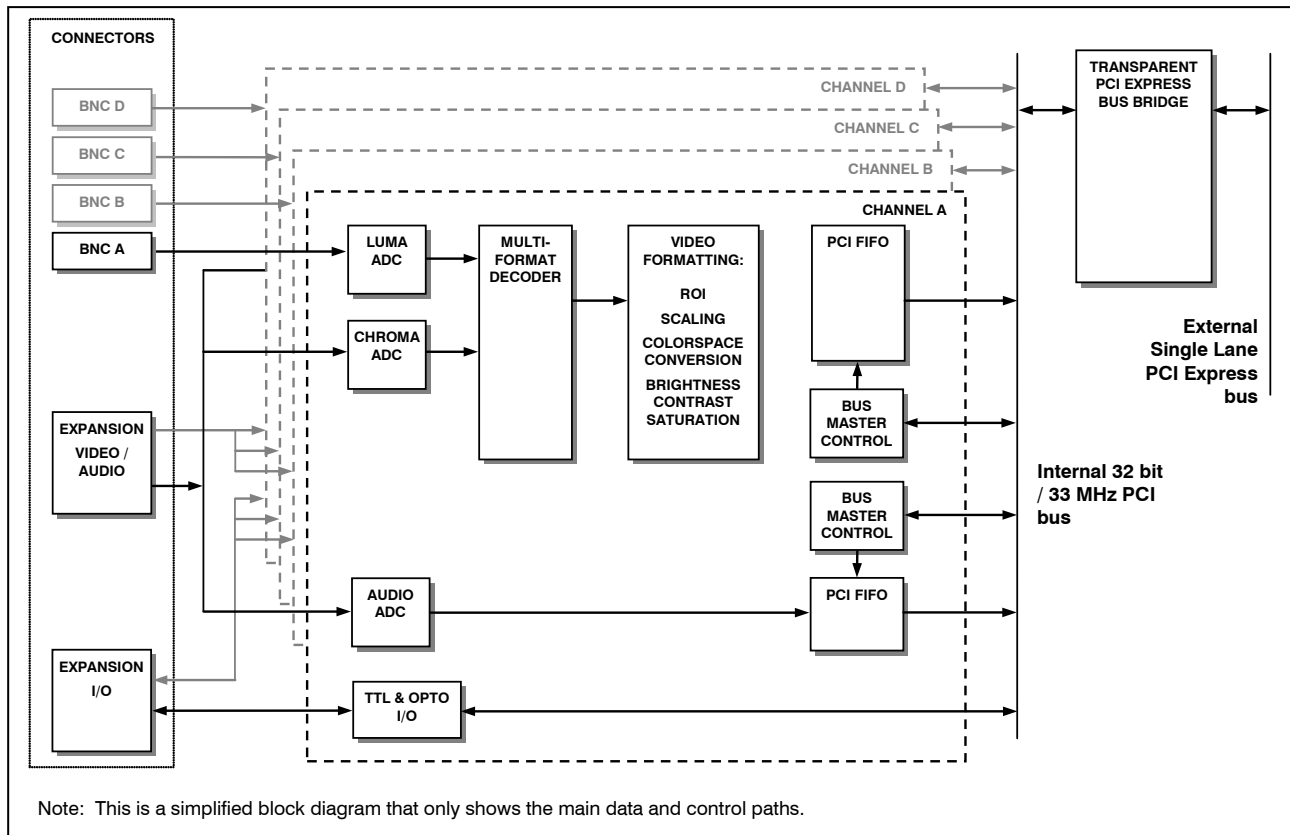 CONNECTORS
BNC D
BNC C
BNC B
BNC A
EXPANSION
VIDEO /
AUDIO
EXPANSION
I/O
CHANNEL D
CHANNEL C
CHANNEL B
CHANNEL A
LUMA
ADC
CHROMA
ADC
MULTI-
FORMAT
DECODER
VIDEO
FORMATTING:
ROI
SCALING
COLORSPACE
CONVERSION
BRIGHTNESS
CONTRAST
SATURATION
PCI FIFO
BUS
MASTER
CONTROL
BUS
MASTER
CONTROL
AUDIO
ADC
PCI FIFO
TTL & OPTO
I/O
TRANSPARENT
PCI EXPRESS
BUS BRIDGE
External
Single Lane
PCI Express
bus
Internal 32 bit
/ 33 MHz PCI
bus
Note: This is a simplified block diagram that only shows the main data and control paths.